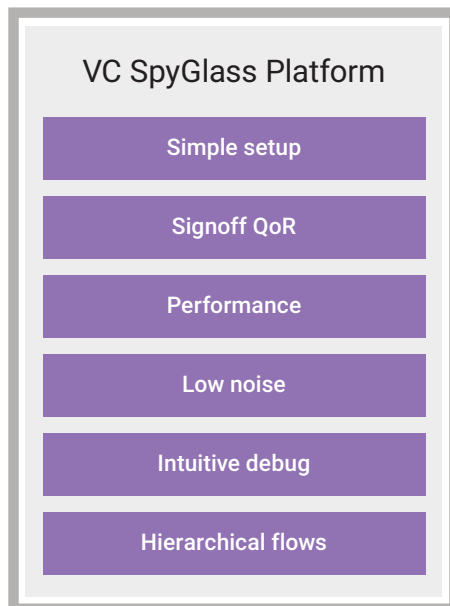 VC SpyGlass Platform
Simple setup
Signoff QoR
Performance
Low noise
Intuitive debug
Hierarchical flows